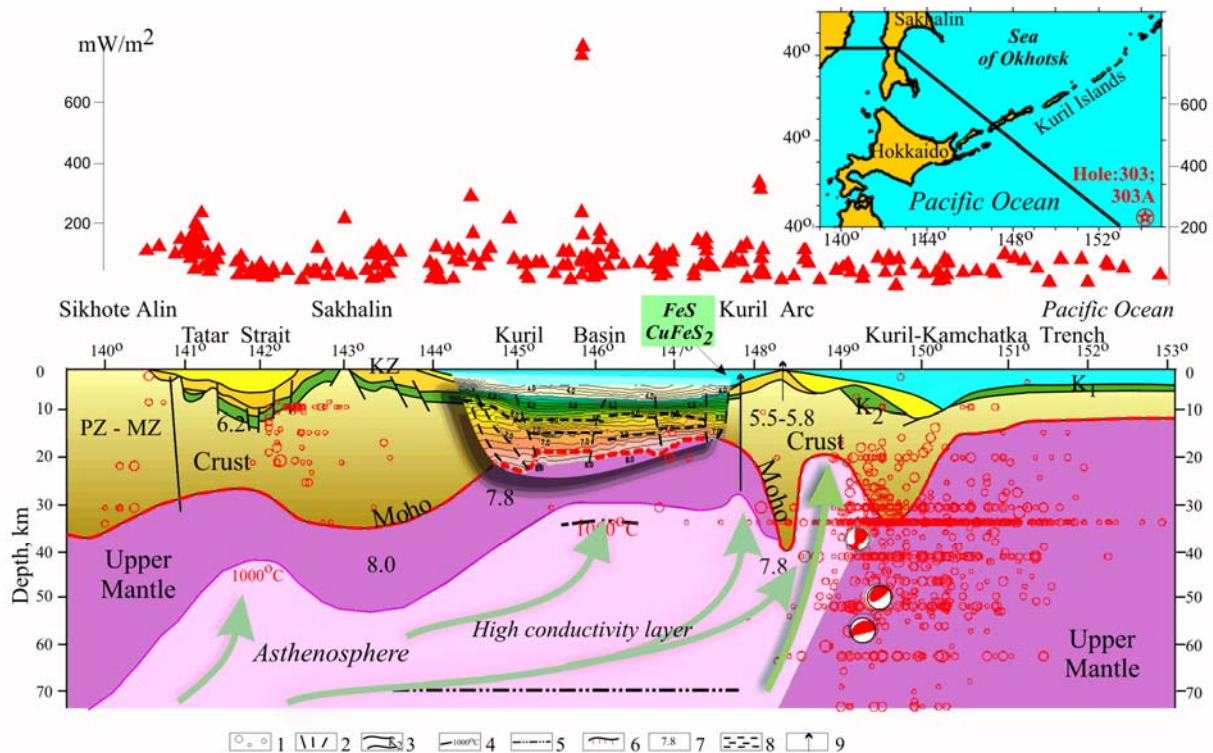 mW/m2
600
400
200
Sakhalin
Sea
of Okhotsk
Kuril Islands
Hokkaido
Hole:303;
303A
Pacific Ocean
40°
40°
40°
140°
144°
148°
152°
600
400
200
Sikhote Alin
Sakhalin
FeS
CuFeS2
Kuril Arc
Pacific Ocean
Tatar Strait
Kuril Basin
Kuril-Kamchatka Trench
140° 141° 142° 143° 144° 145° 146° 147° 148° 149° 150° 151° 152° 153°
Depth, km
0
10
20
30
40
50
60
70
0
10
20
30
40
50
60
70
KZ
K1
K2
PZ - MZ
6.2
5.5-5.8
Crust
Crust
Moho
Moho
7.8
1000°C
Upper
Mantle
8.0
7.8
1000°C
High conductivity layer
Asthenosphere
Upper
Mantle
1 2 K2 3 1000°C 4 5 6 7.8 7 8 9